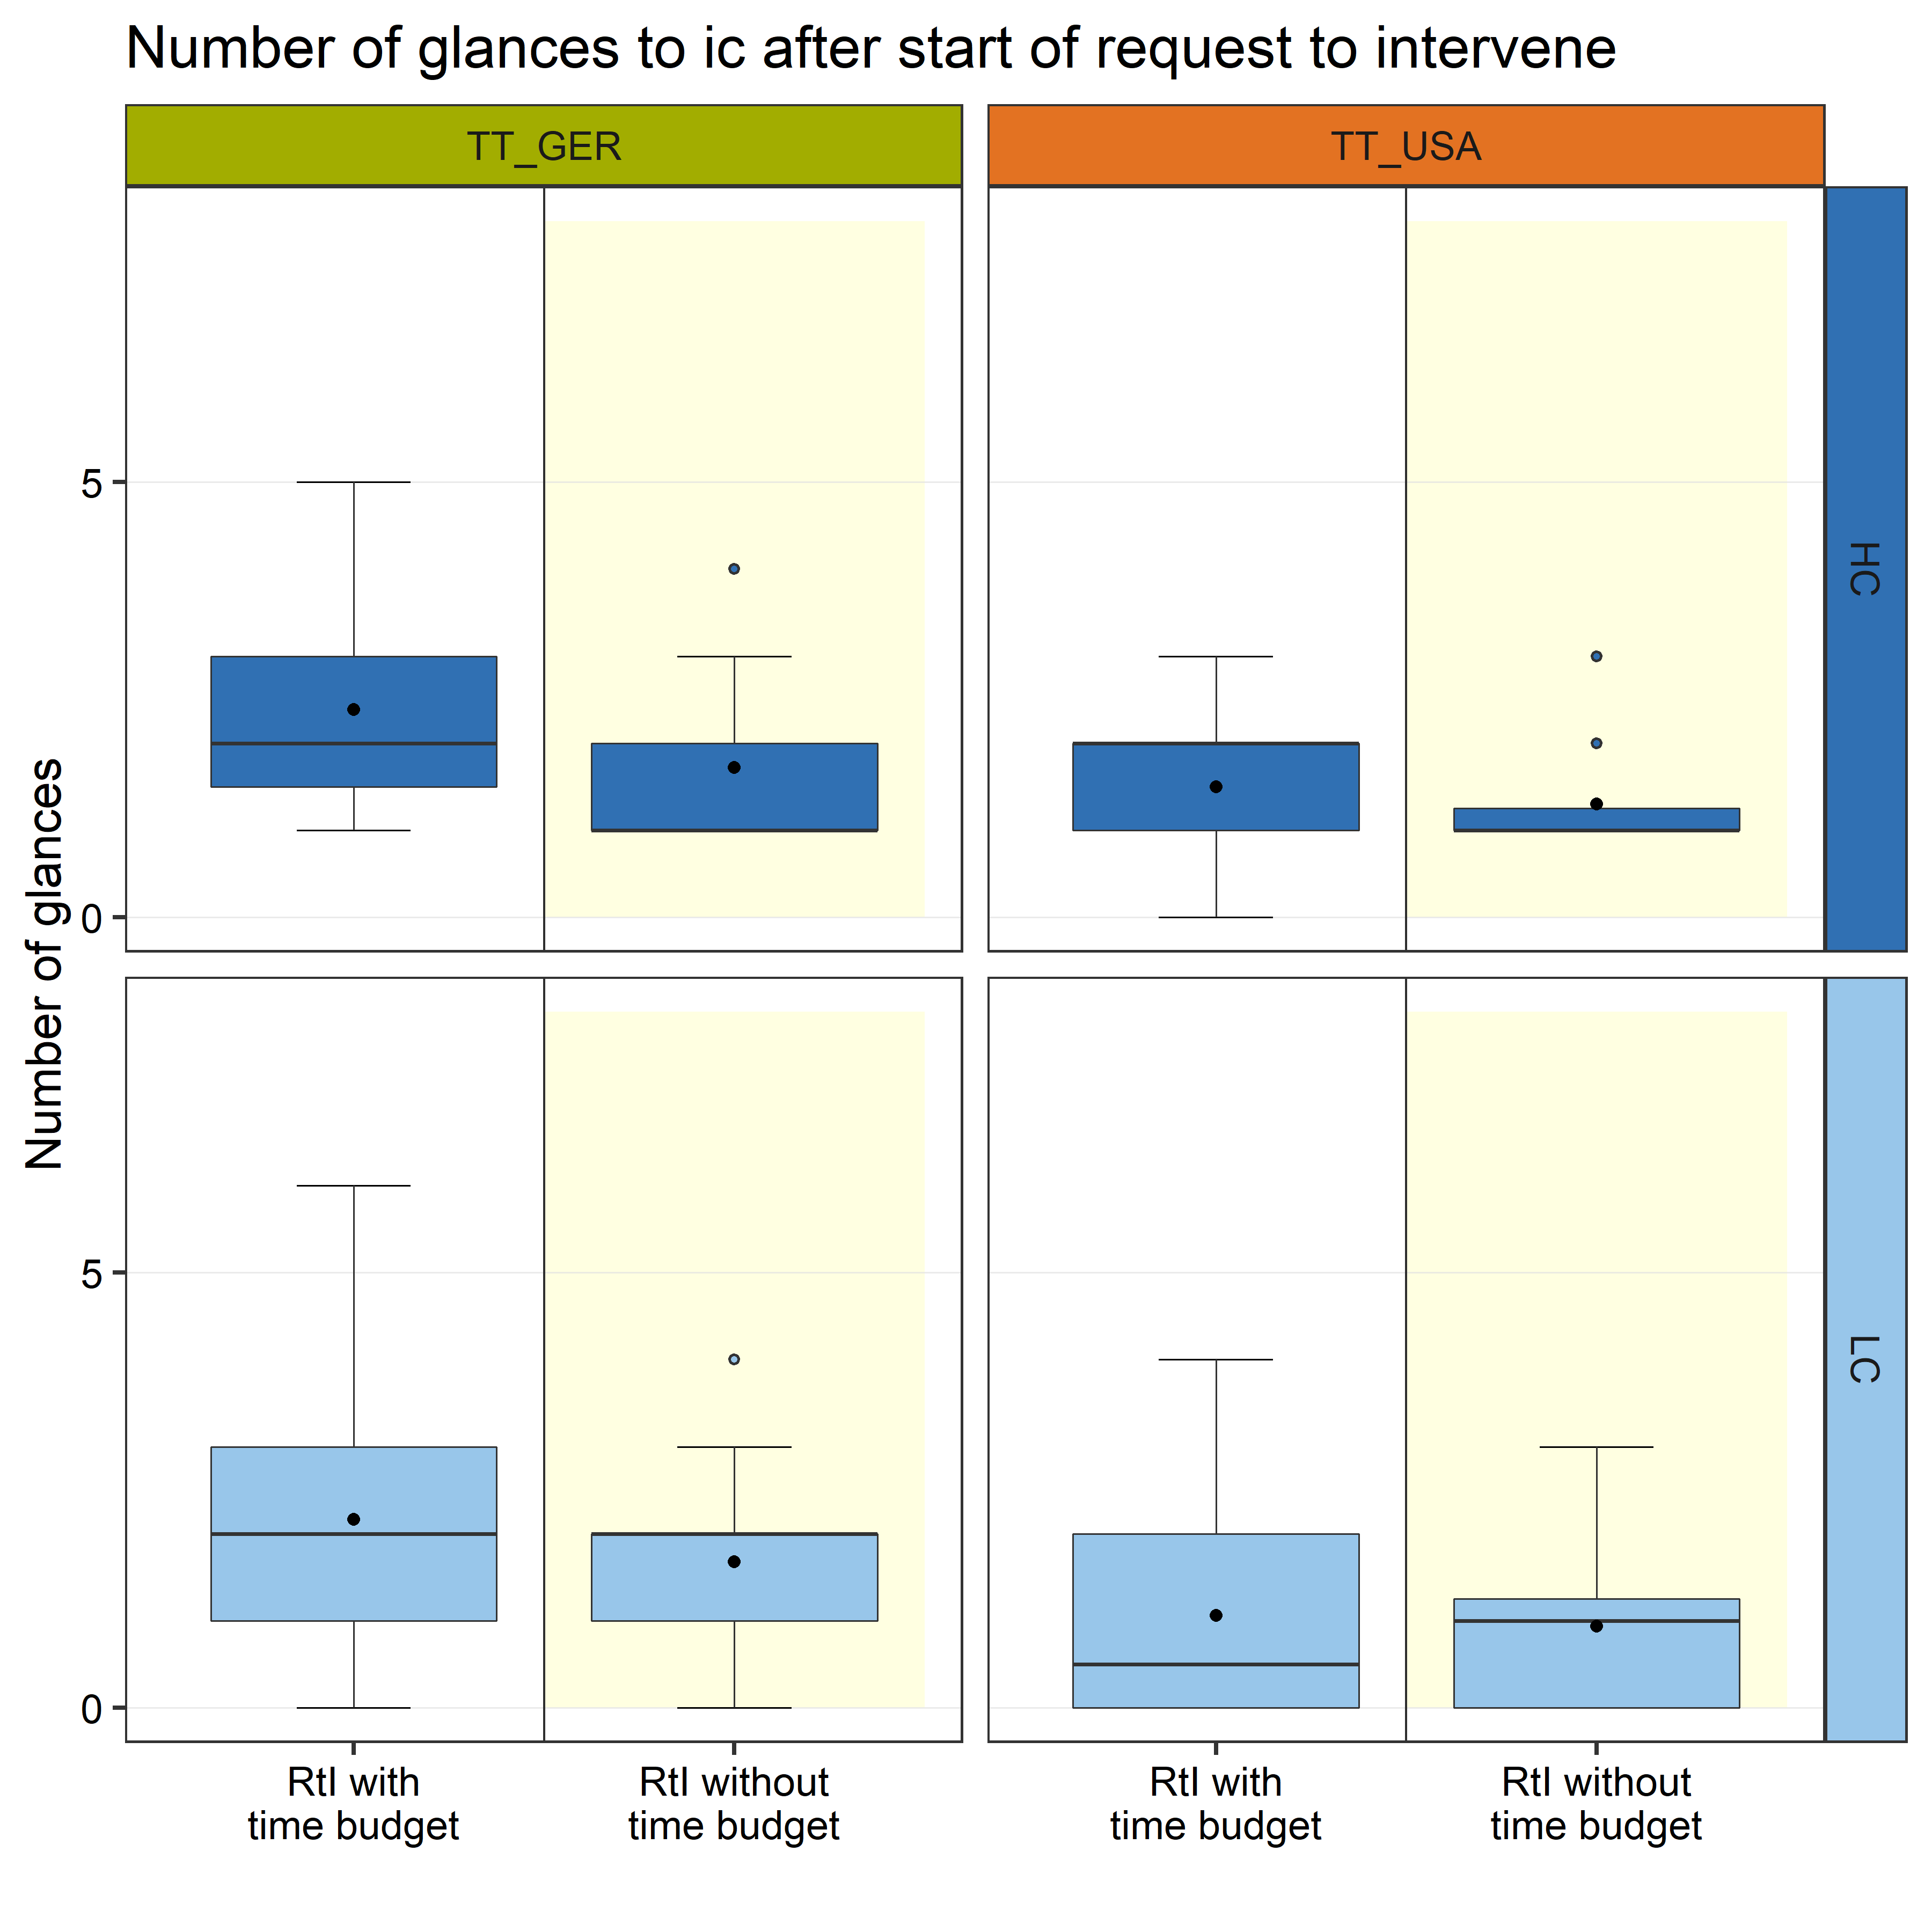 Number of glances to ic after start of request to intervene
TT_GER
TT_USA
HC
LC
Number of glances
5
0
5
0
RtI with
time budget
RtI without
time budget
RtI with
time budget
RtI without
time budget